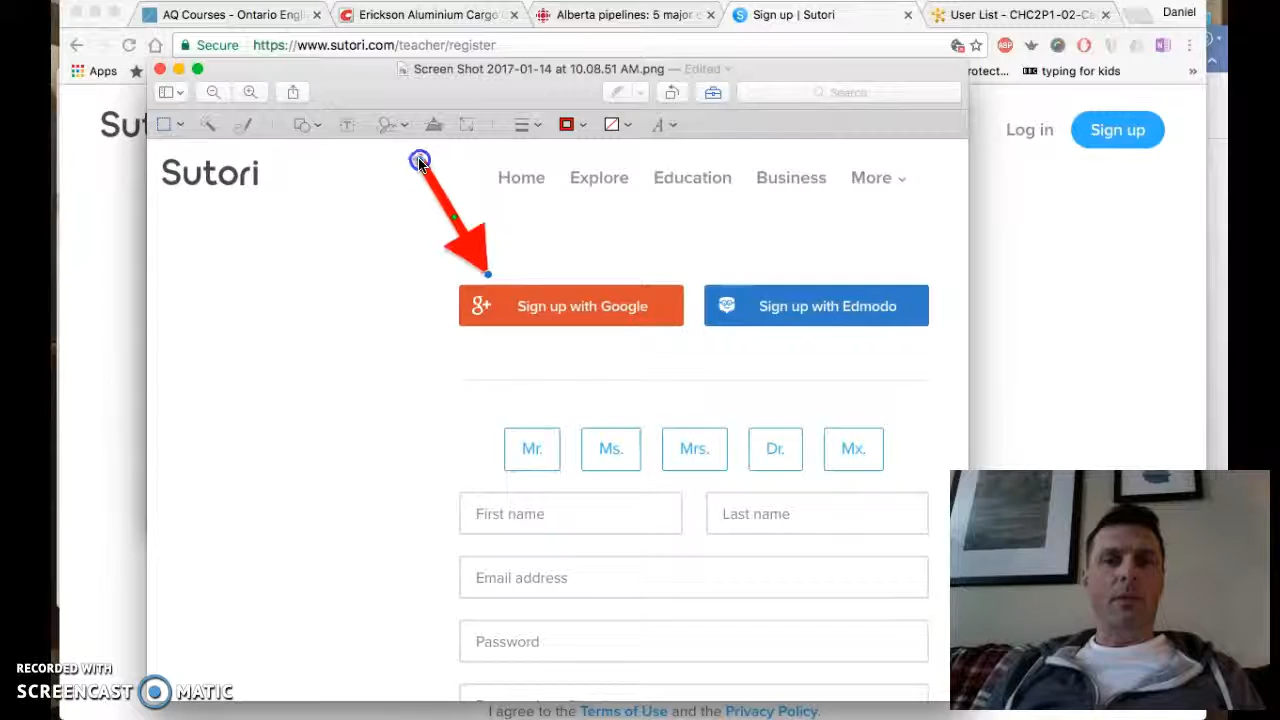 AQ Courses - Ontario Engl
Erickson Aluminium Cargo
Alberta pipelines: 5 major
Sign up | Sutori
User List - CHC2P1-02-Ca
Daniel
Secure
https://www.sutori.com/teacher/register
ABP
Apps
Screen Shot 2017-01-14 at 10.08.51 AM.png — Edited
rotect...
ABC typing for kids
»
Search
Sut
Log in
Sign up
Sutori
Home
Explore
Education
Business
More
g+ Sign up with Google
Sign up with Edmodo
Mr.
Ms.
Mrs.
Dr.
Mx.
First name
Last name
Email address
Password
I agree to the Terms of Use and the Privacy Policy.
RECORDED WITH
SCREENCAST MATIC